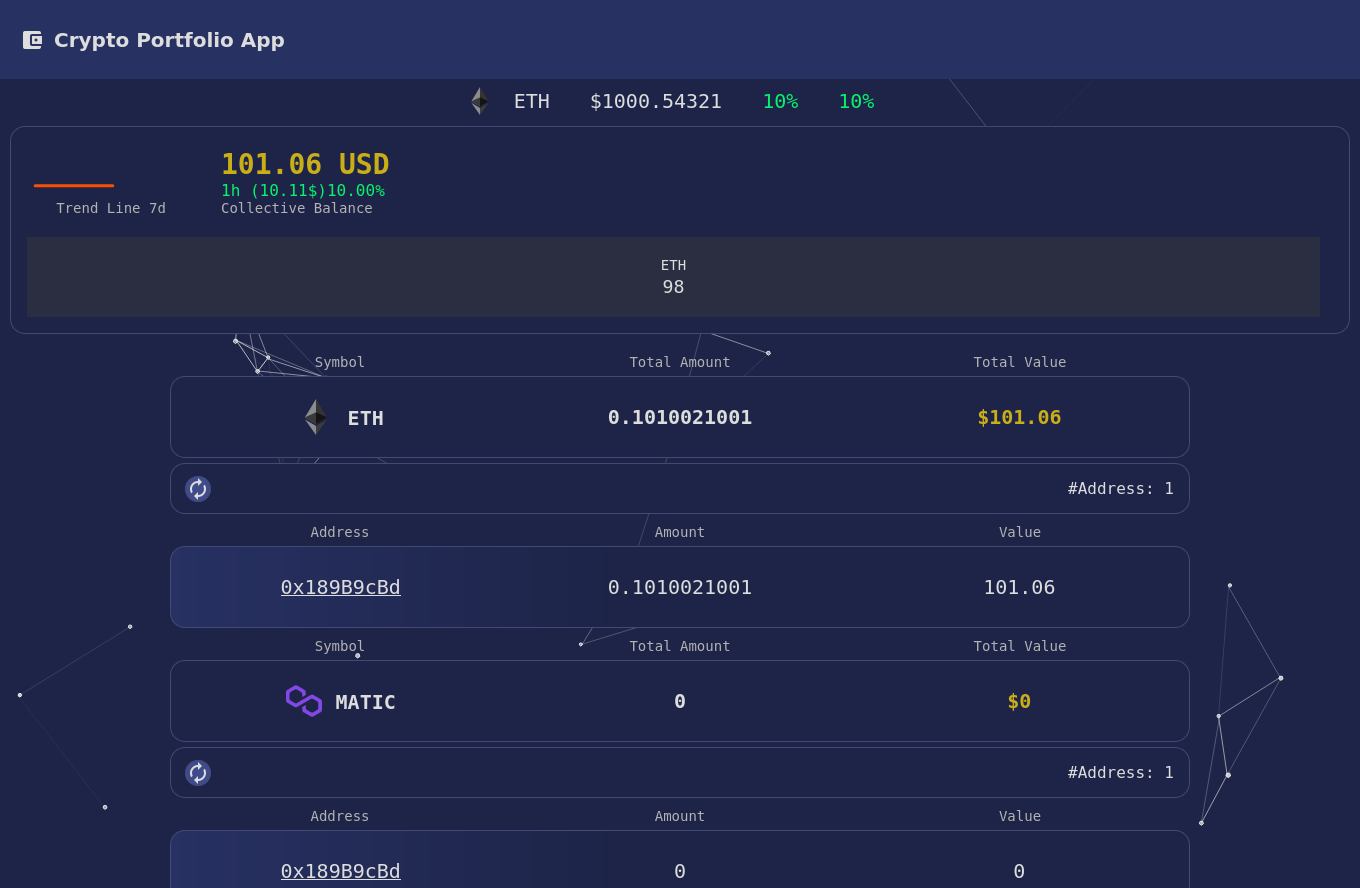 Crypto Portfolio App
ETH $1000.54321 10% 10%
101.06 USD
1h (10.11$)10.00%
Trend Line 7d Collective Balance
ETH
98
Symbol Total Amount Total Value
ETH 0.1010021001 $101.06
#Address: 1
Address Amount Value
0x189B9cBd 0.1010021001 101.06
Symbol Total Amount Total Value
MATIC 0 $0
#Address: 1
Address Amount Value
0x189B9cBd 0 0